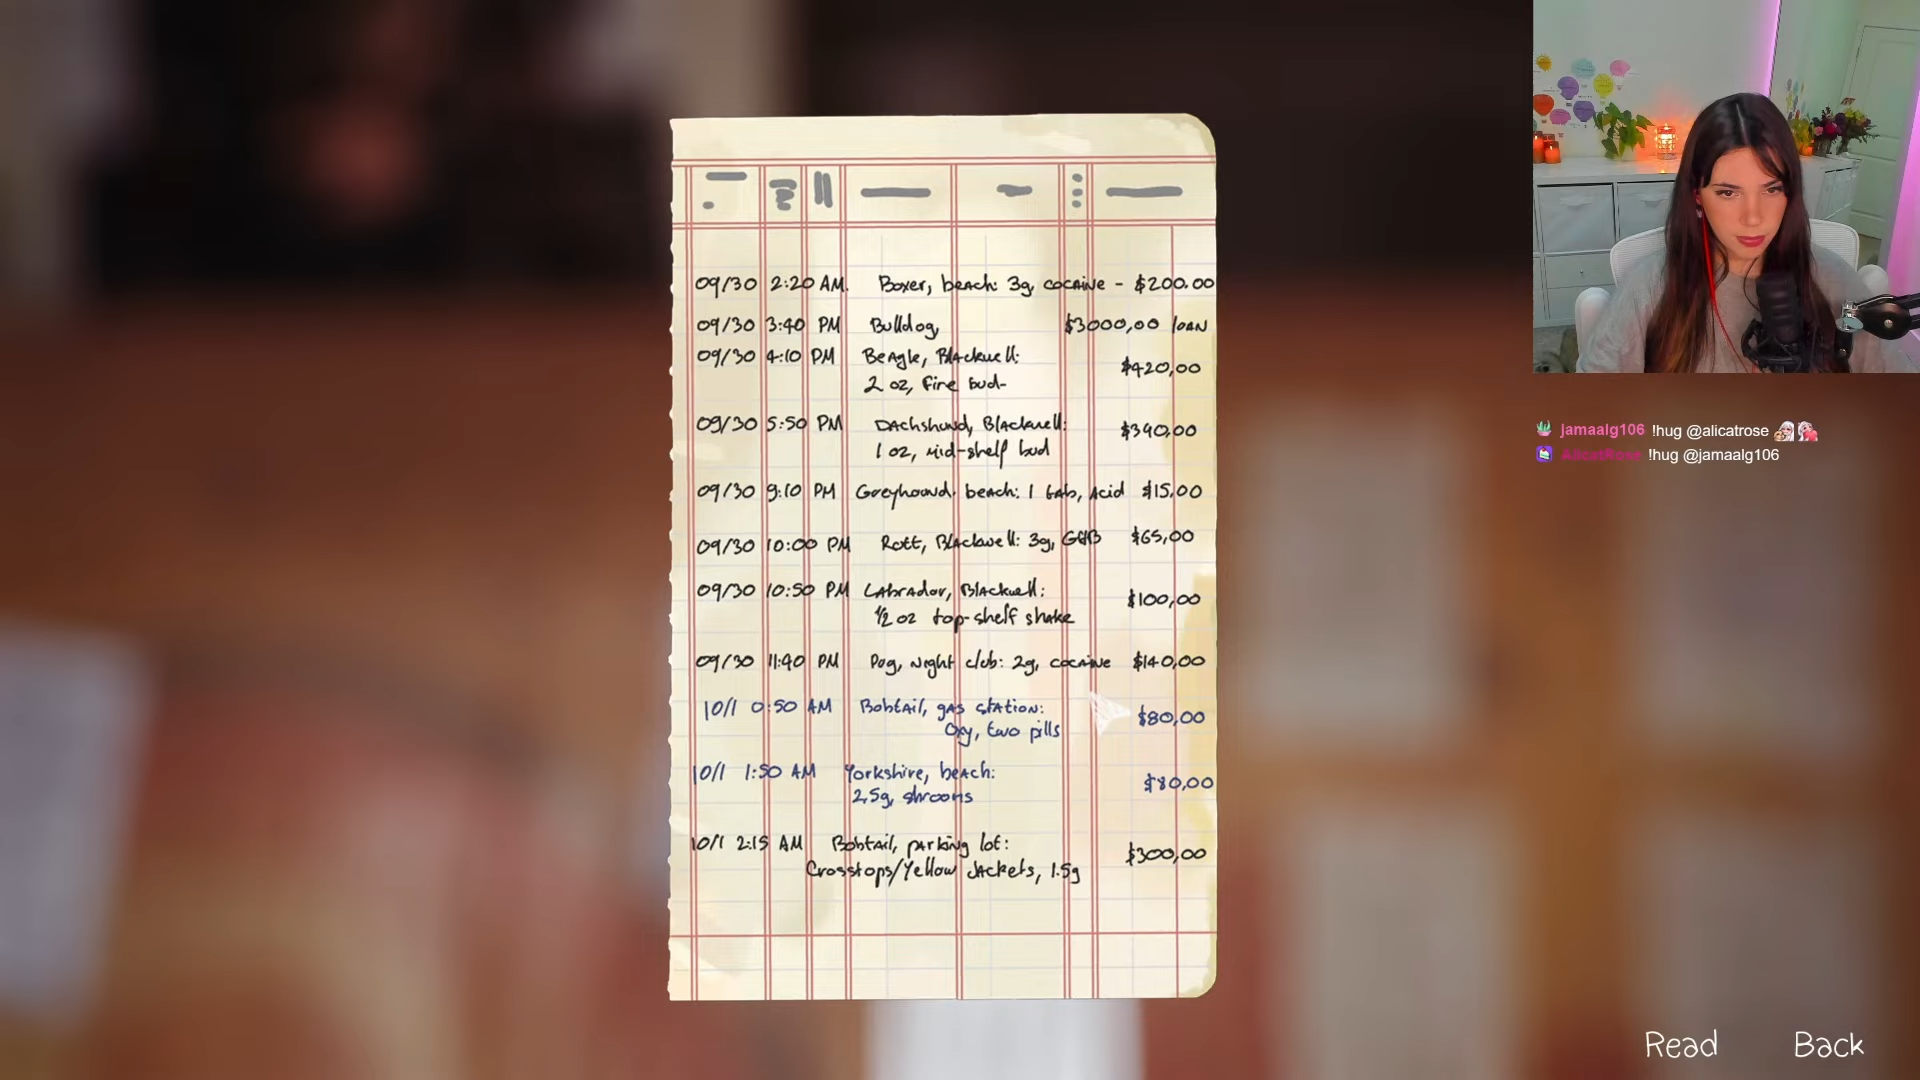 09/30 2:20 AM. Boxer, beach: 3g, cocaine - $200.00
09/30 3:40 PM Bulldog, $3000,00 loan
09/30 4:10 PM Beagle, Blackwell:
2 oz, fire bud- $420,00
09/30 5:50 PM Dachshund, Blackwell:
1 oz, mid-shelf bud $390,00
09/30 9:10 PM Greyhound, beach: 1 tab, acid $15,00
09/30 10:00 PM Rott, Blackwell: 3g, GHB $65,00
09/30 10:50 PM Labrador, Blackwell:
1/2 oz top-shelf shake $100,00
09/30 11:40 PM Pug, night club: 2g, cocaine $140,00
10/1 0:50 AM Bobtail, gas station:
Oxy, two pills $80,00
10/1 1:50 AM Yorkshire, beach:
2,5g, shrooms $80,00
10/1 2:15 AM Bobtail, parking lot:
Crosstops/Yellow Jackets, 1.5g $300,00
jamaalg106 !hug @alicatrose
AlicatRose !hug @jamaalg106
Read Back